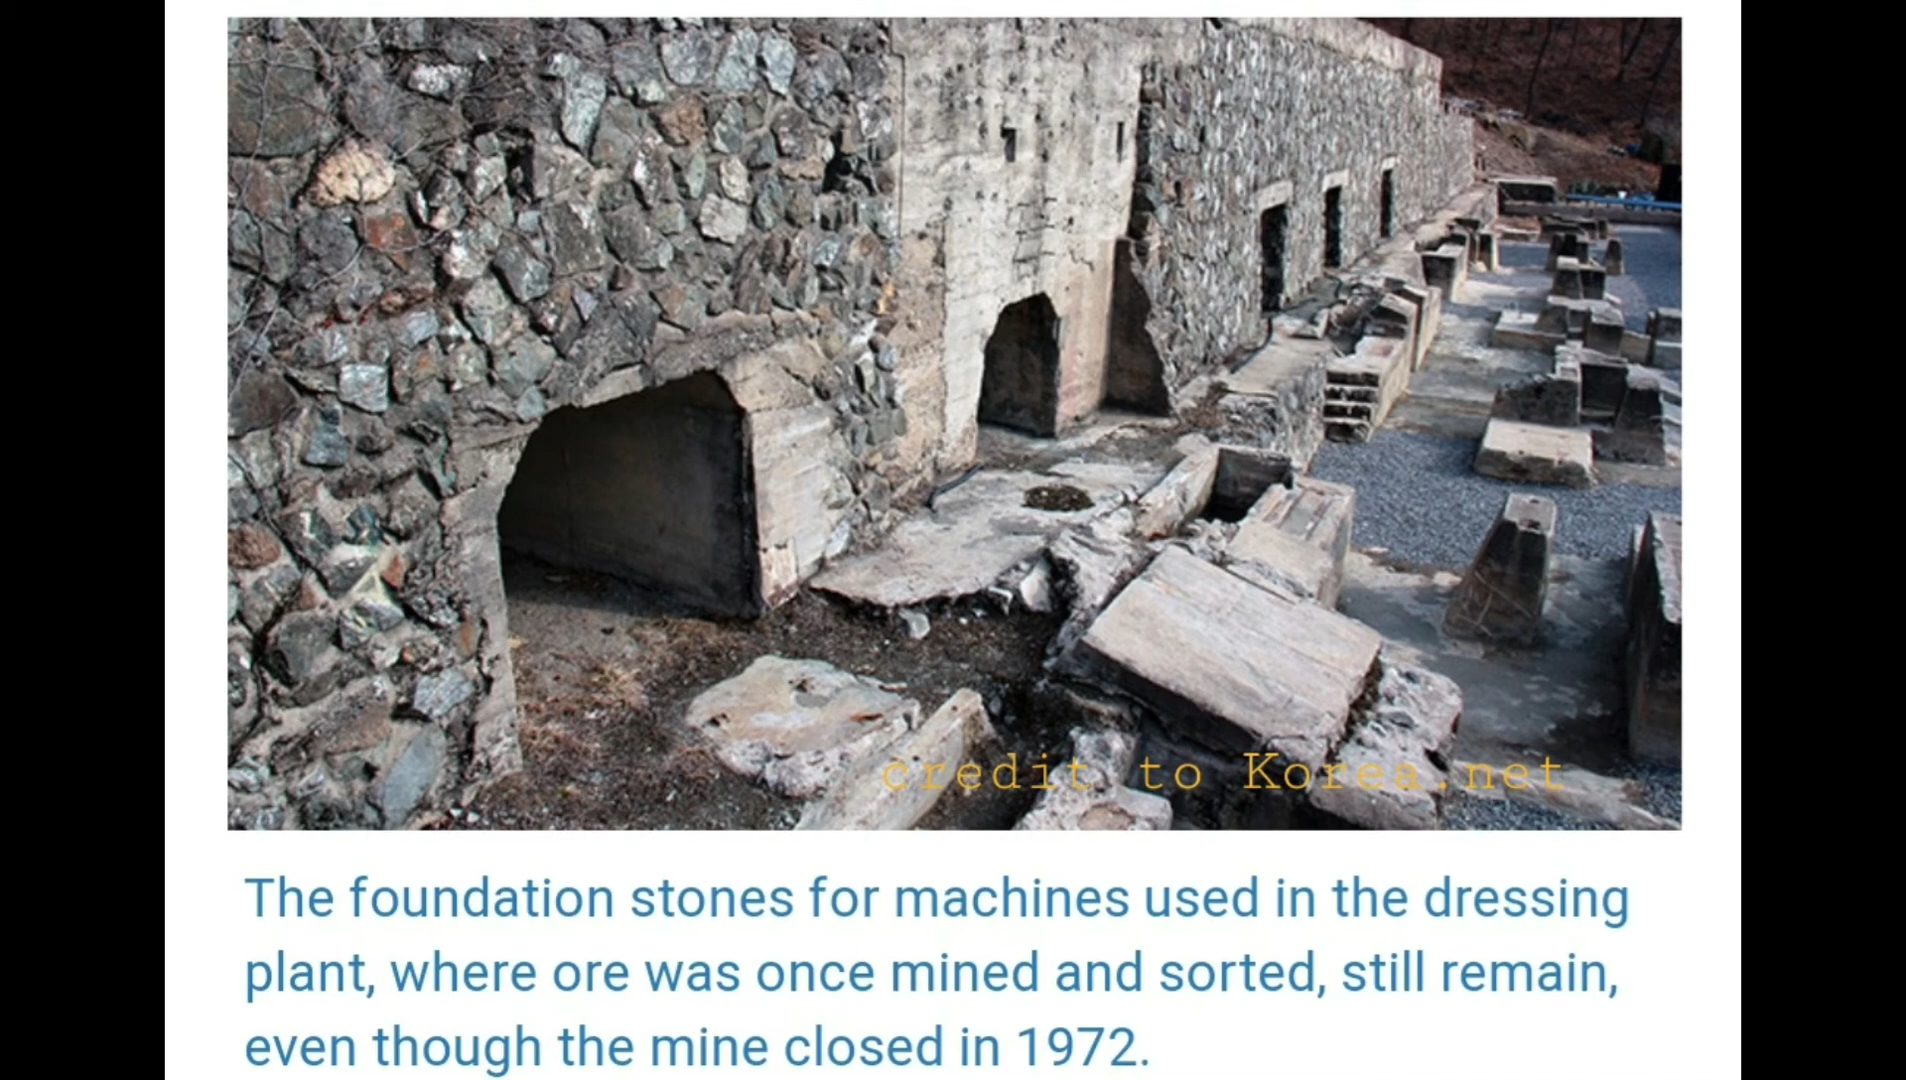 credit to Korea.net
The foundation stones for machines used in the dressing
plant, where ore was once mined and sorted, still remain,
even though the mine closed in 1972.